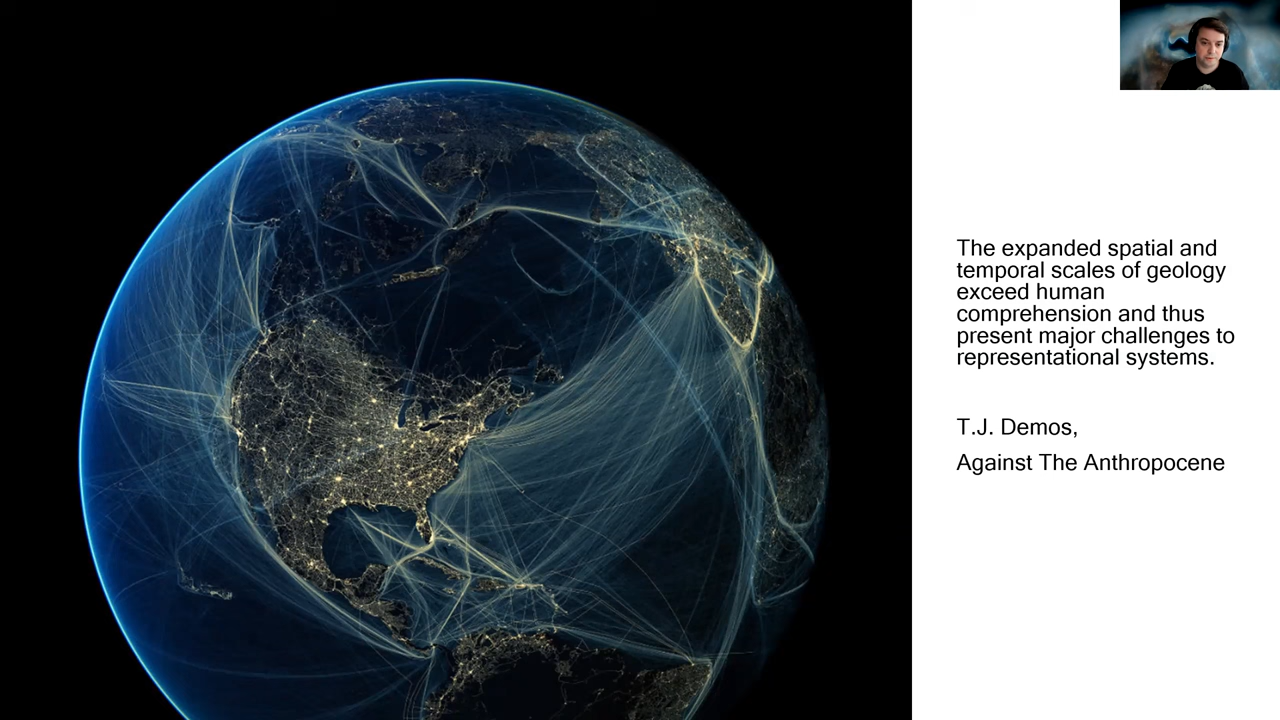 The expanded spatial and
temporal scales of geology
exceed human
comprehension and thus
present major challenges to
representational systems.
T.J. Demos,
Against The Anthropocene